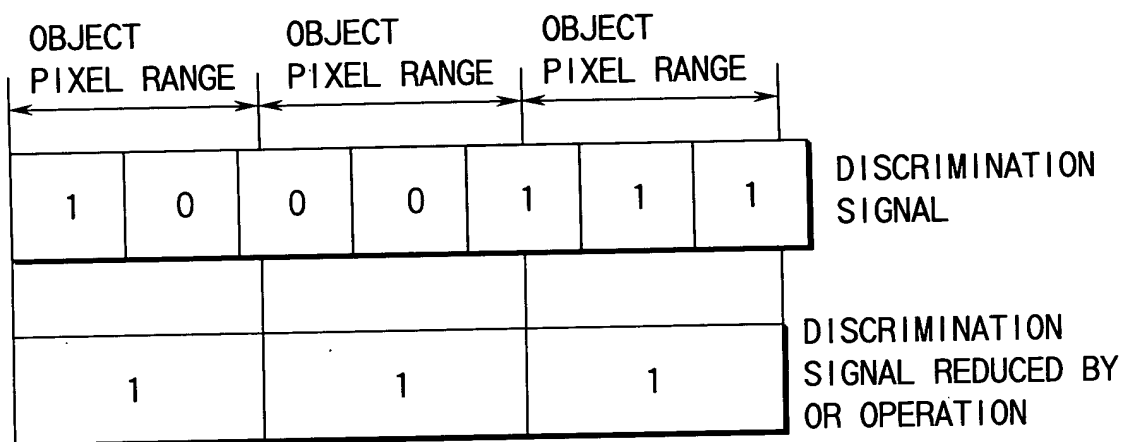 OBJECT
PIXEL RANGE
OBJECT
PIXEL RANGE
OBJECT
PIXEL RANGE
1 0 0 0 1 1 1
DISCRIMINATION
SIGNAL
1 1 1
DISCRIMINATION
SIGNAL REDUCED BY
OR OPERATION